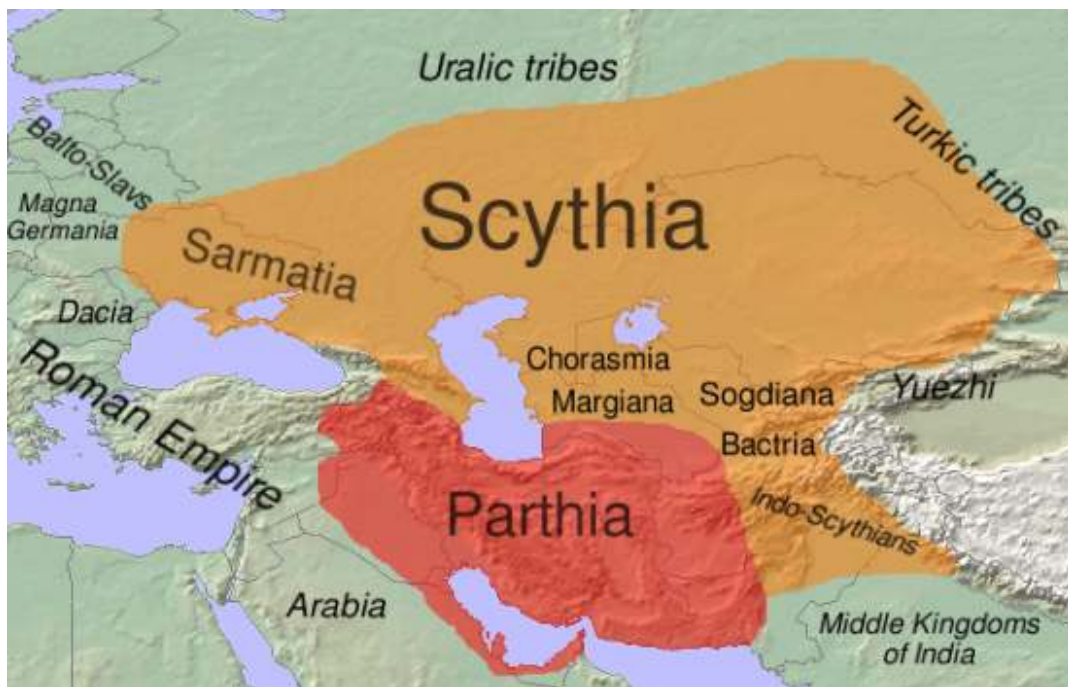 Uralic tribes
Turkic tribes
Balto-Slavs
Magna
Germania
Scythia
Sarmatia
Dacia
Roman Empire
Chorasmia
Margiana
Sogdiana
Yuezhi
Bactria
Parthia
Indo-Scythians
Arabia
Middle Kingdoms
of India